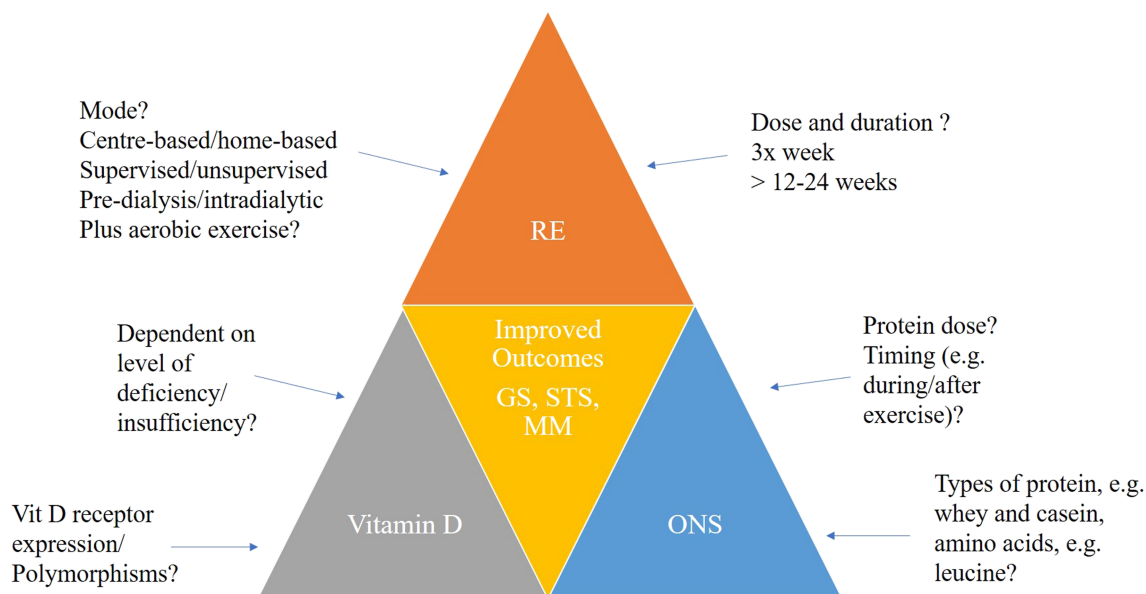 Mode?
Centre-based/home-based
Supervised/unsupervised
Pre-dialysis/intradialytic
Plus aerobic exercise?
Dose and duration ?
3x week
> 12-24 weeks
RE
Dependent on
level of
deficiency/
insufficiency?
Improved
Outcomes
GS, STS,
MM
Protein dose?
Timing (e.g.
during/after
exercise)?
Vit D receptor
expression/
Polymorphisms?
Vitamin D
ONS
Types of protein, e.g.
whey and casein,
amino acids, e.g.
leucine?